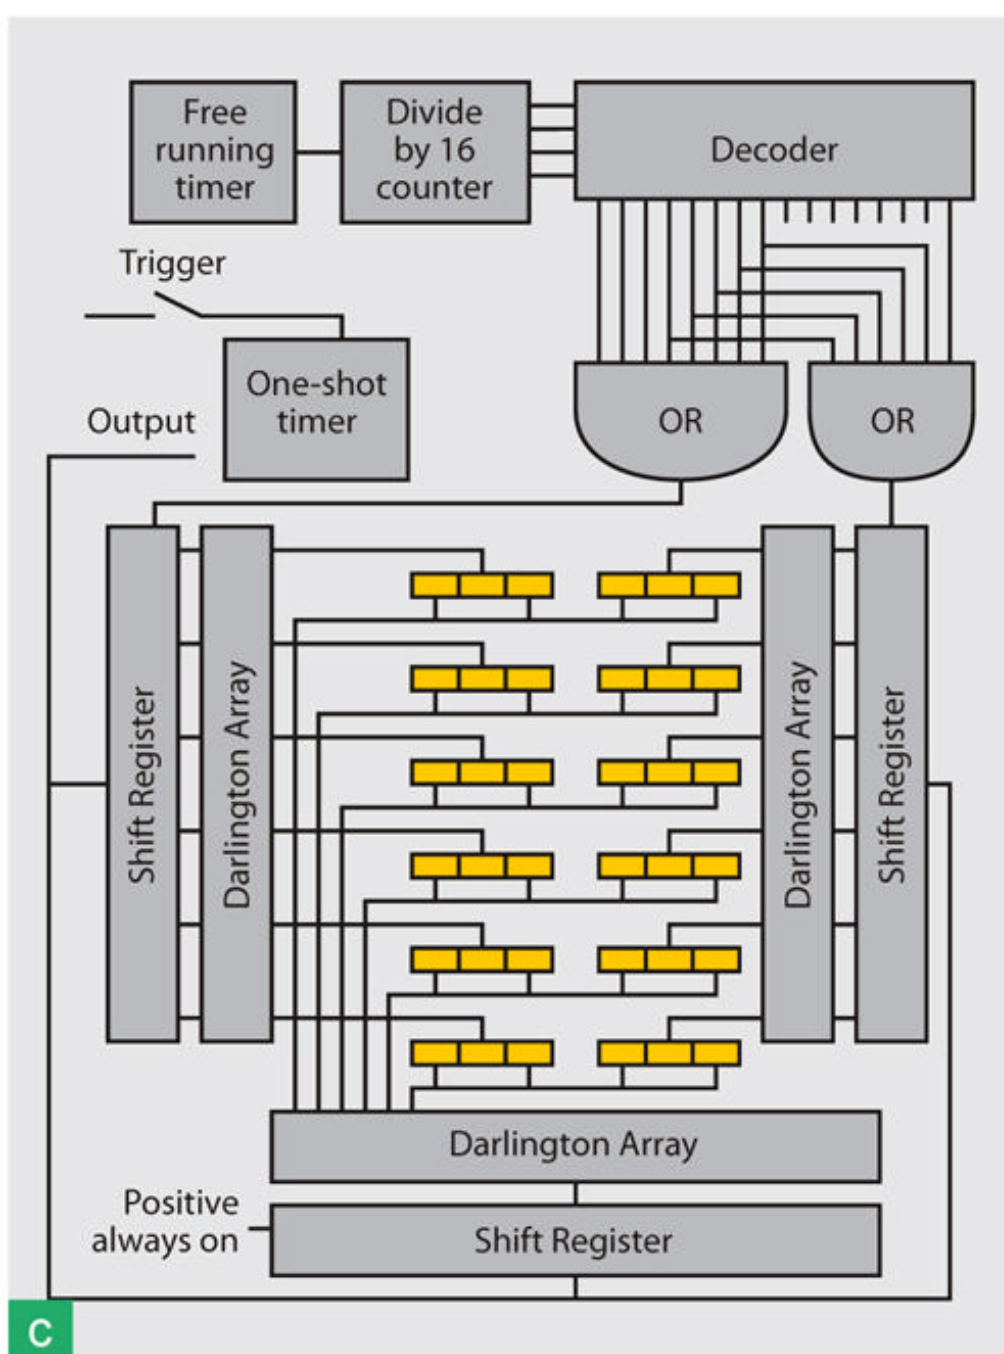 Free
running
timer
Divide
by 16
counter
Decoder
Trigger
One-shot
timer
Output
OR
OR
Shift Register
Darlington Array
Darlington Array
Shift Register
Darlington Array
Positive
always on
Shift Register
C